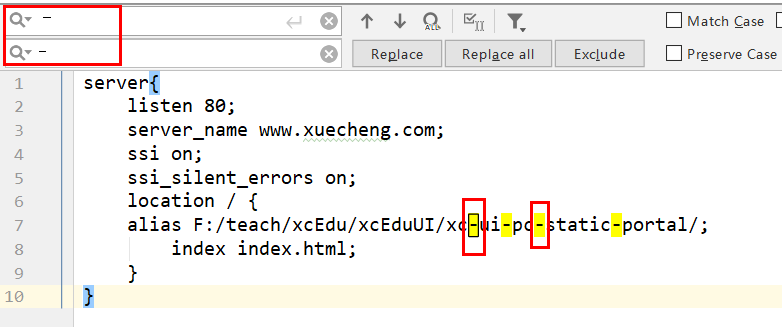 –
Match Case
-
Replace
Replace all
Exclude
Preserve Case
1 server{
2     listen 80;
3     server_name www.xuecheng.com;
4     ssi on;
5     ssi_silent_errors on;
6     location / {
7     alias F:/teach/xcEdu/xcEduUI/xc-ui-pc-static-portal/;
8         index index.html;
9     }
10 }